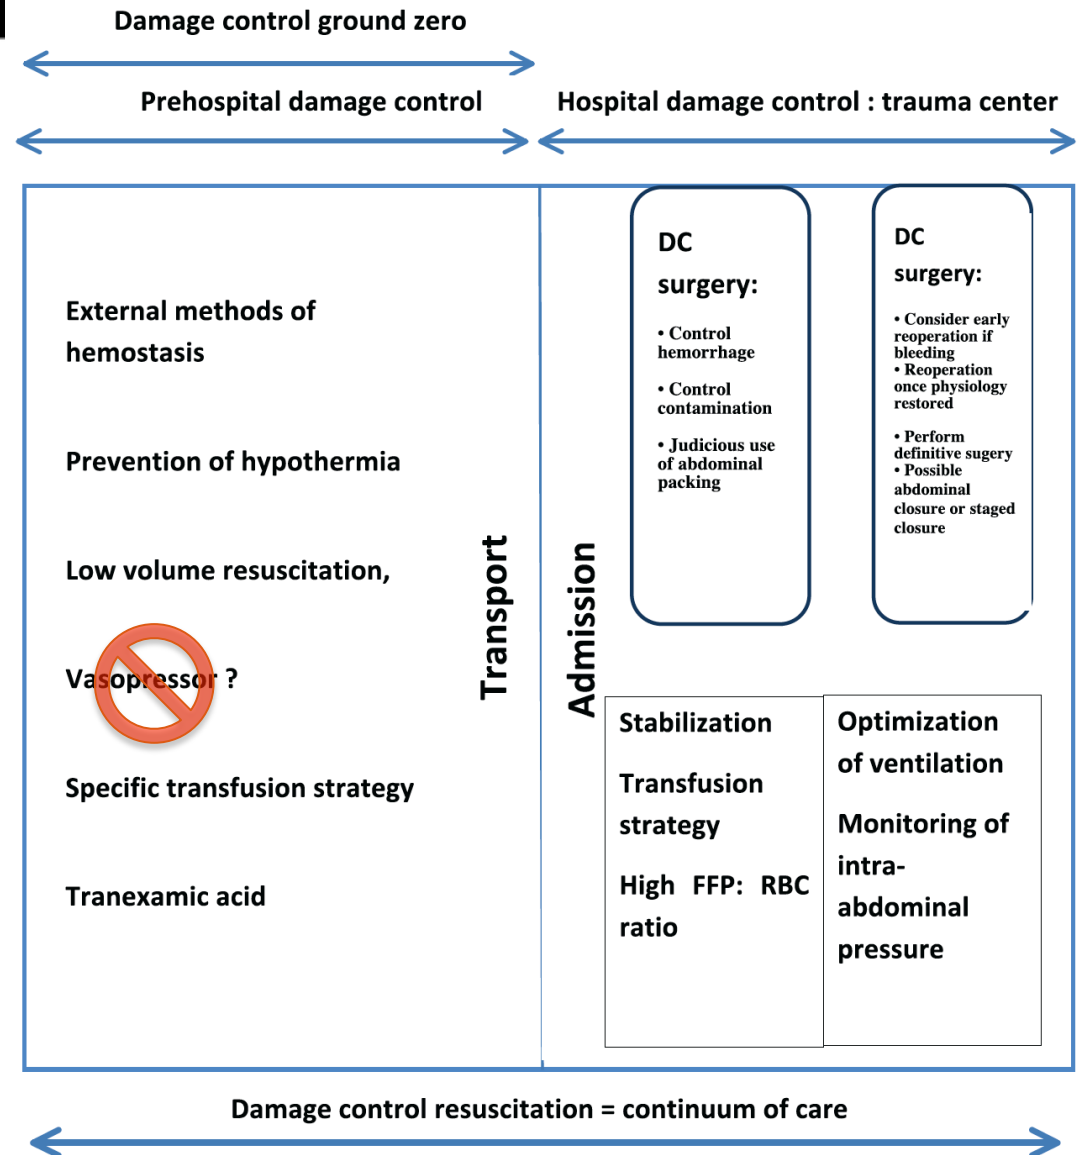 Damage control ground zero
Prehospital damage control
Hospital damage control : trauma center
External methods of
hemostasis
Prevention of hypothermia
Low volume resuscitation,
Vasopressor ?
Specific transfusion strategy
Tranexamic acid
Transport
Admission
DC
surgery:
• Control
hemorrhage
• Control
contamination
• Judicious use
of abdominal
packing
DC
surgery:
• Consider early
reoperation if
bleeding
• Reoperation
once physiology
restored
• Perform
definitive sugery
• Possible
abdominal
closure or staged
closure
Stabilization
Transfusion
strategy
High FFP: RBC
ratio
Optimization
of ventilation
Monitoring of
intra-
abdominal
pressure
Damage control resuscitation = continuum of care